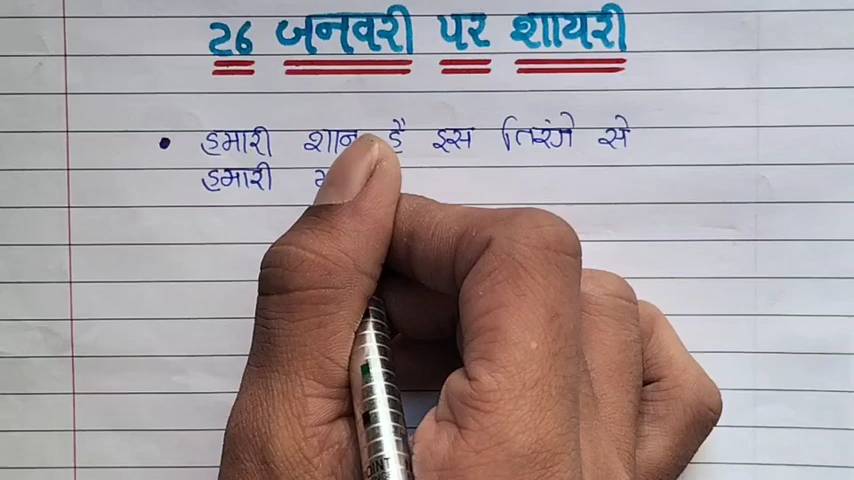 26 जनवरी पर शायरी
• हमारी शान है इस तिरंगे से
हमारी